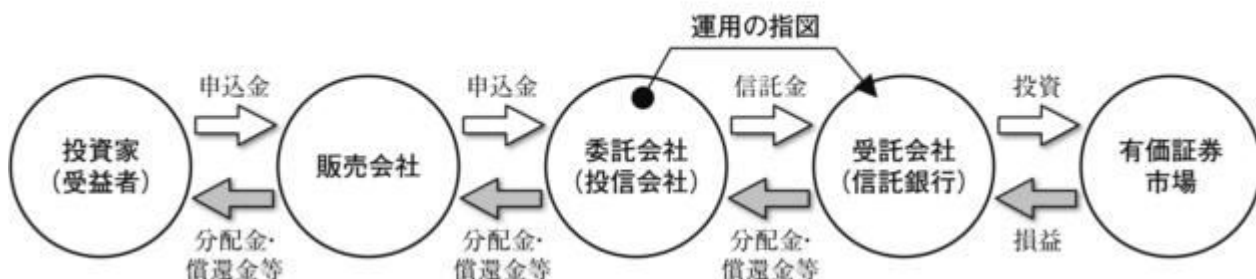 運用の指図
申込金
申込金
信託金
投資
投資家
(受益者)
販売会社
委託会社
(投信会社)
受託会社
(信託銀行)
有価証券
市場
分配金・
償還金等
分配金・
償還金等
分配金・
償還金等
損益